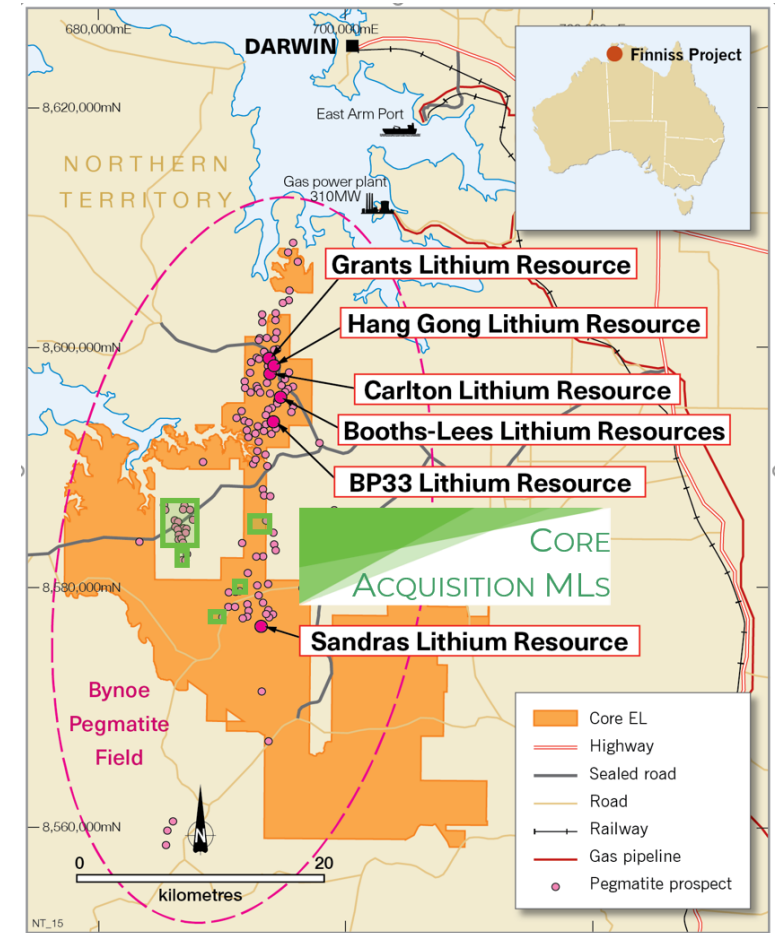 680,000mE
700,000mE
DARWIN
Finniss Project
8,620,000mN
East Arm Port
NORTHERN
TERRITORY
Gas power plant
310MW
Grants Lithium Resource
Hang Gong Lithium Resource
8,600,000mN
Carlton Lithium Resource
Booths-Lees Lithium Resources
BP33 Lithium Resource
CORE
ACQUISITION MLS
8,580,000mN
Sandras Lithium Resource
Bynoe
Pegmatite
Field
Core EL
Highway
Sealed road
Road
Railway
Gas pipeline
Pegmatite prospect
8,560,000mN
N
0 20
kilometres
NT_15